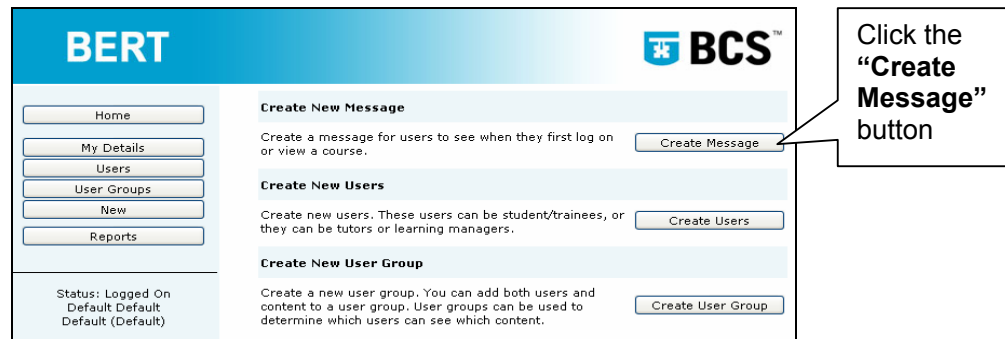 BERT
BCS™
Home
My Details
Users
User Groups
New
Reports
Status: Logged On
Default Default
Default (Default)
Create New Message
Create a message for users to see when they first log on
or view a course.
Create Message
Create New Users
Create new users. These users can be student/trainees, or
they can be tutors or learning managers.
Create Users
Create New User Group
Create a new user group. You can add both users and
content to a user group. User groups can be used to
determine which users can see which content.
Create User Group
Click the
“Create
Message”
button